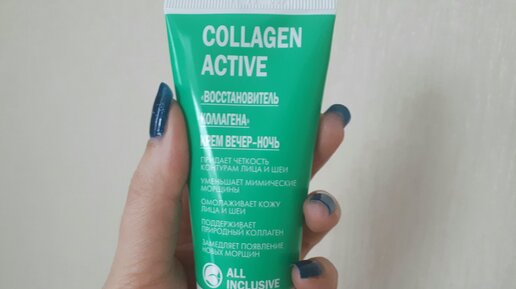 COLLAGEN
ACTIVE
«ВОССТАНОВИТЕЛЬ
КОЛЛАГЕНА»
КРЕМ ВЕЧЕР-НОЧЬ
ПРИДАЕТ ЧЕТКОСТЬ
КОНТУРАМ ЛИЦА И ШЕИ
УМЕНЬШАЕТ МИМИЧЕСКИЕ
МОРЩИНЫ
ОМОЛАЖИВАЕТ КОЖУ
ЛИЦА И ШЕИ
ПОДДЕРЖИВАЕТ
ПРИРОДНЫЙ КОЛЛАГЕН
ЗАМЕДЛЯЕТ ПОЯВЛЕНИЕ
НОВЫХ МОРЩИН
ALL
INCLUSIVE